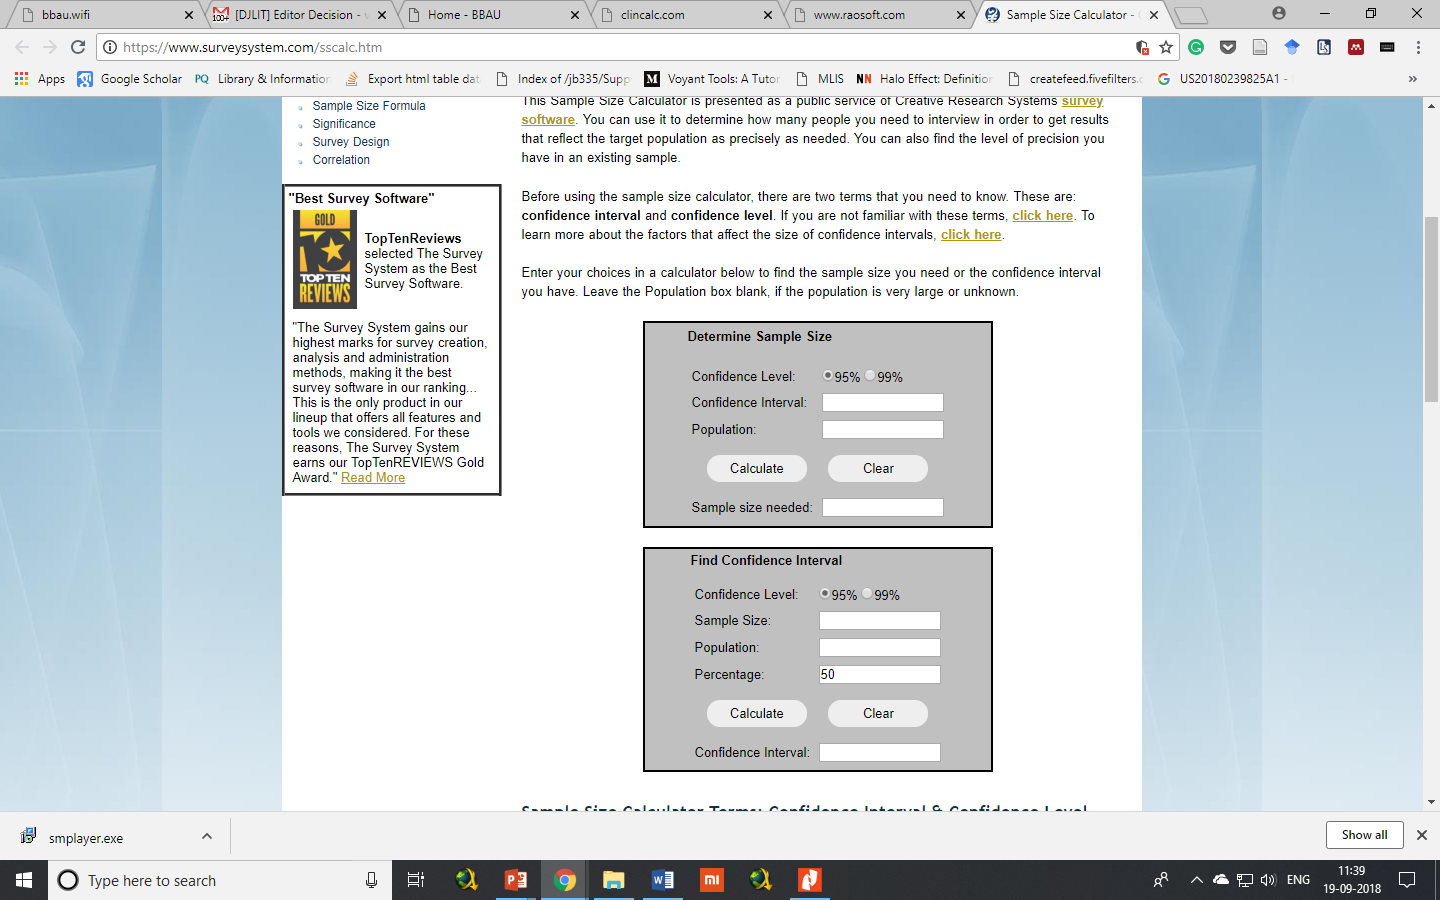 bbau.wifi
100+
[DJLIT] Editor Decision -
Home - BBAU
clincalc.com
www.raosoft.com
Sample Size Calculator -
https://www.surveysystem.com/sscalc.htm
Apps
Google Scholar
PQ
Library & Information
Export html table dat
Index of /jb335/Supp
M
Voyant Tools: A Tutor
MLIS
NN
Halo Effect: Definition
createfeed.fivefilters.
G
US20180239825A1 -
»
Sample Size Formula
Significance
Survey Design
Correlation
"Best Survey Software"
GOLD
TOP TEN
REVIEWS
TopTenReviews
selected The Survey
System as the Best
Survey Software.
"The Survey System gains our
highest marks for survey creation,
analysis and administration
methods, making it the best
survey software in our ranking...
This is the only product in our
lineup that offers all features and
tools we considered. For these
reasons, The Survey System
earns our TopTenREVIEWS Gold
Award." Read More
This Sample Size Calculator is presented as a public service of Creative Research Systems survey
software. You can use it to determine how many people you need to interview in order to get results
that reflect the target population as precisely as needed. You can also find the level of precision you
have in an existing sample.
Before using the sample size calculator, there are two terms that you need to know. These are:
confidence interval and confidence level. If you are not familiar with these terms, click here. To
learn more about the factors that affect the size of confidence intervals, click here.
Enter your choices in a calculator below to find the sample size you need or the confidence interval
you have. Leave the Population box blank, if the population is very large or unknown.
Determine Sample Size
Confidence Level: 95% 99%
Confidence Interval:
Population:
Calculate Clear
Sample size needed:
Find Confidence Interval
Confidence Level: 95% 99%
Sample Size:
Population:
Percentage: 50
Calculate Clear
Confidence Interval:
Sample Size Calculator Terms: Confidence Interval & Confidence Level
smplayer.exe
Show all
Type here to search
ENG
11:39
19-09-2018